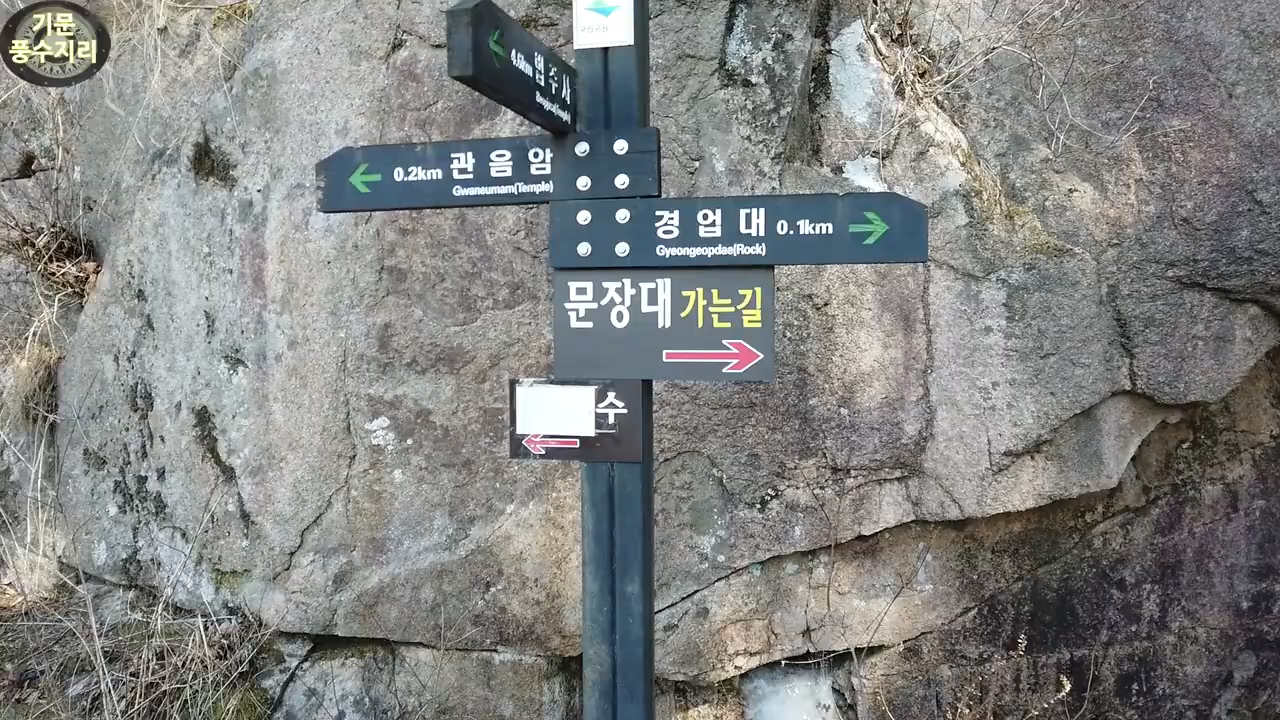 기문
풍수지리
4.6km 법주사
Beopjusa(Temple)
0.2km 관음암
Gwaneumam(Temple)
경업대 0.1km
Gyeongeopdae(Rock)
문장대 가는길
수